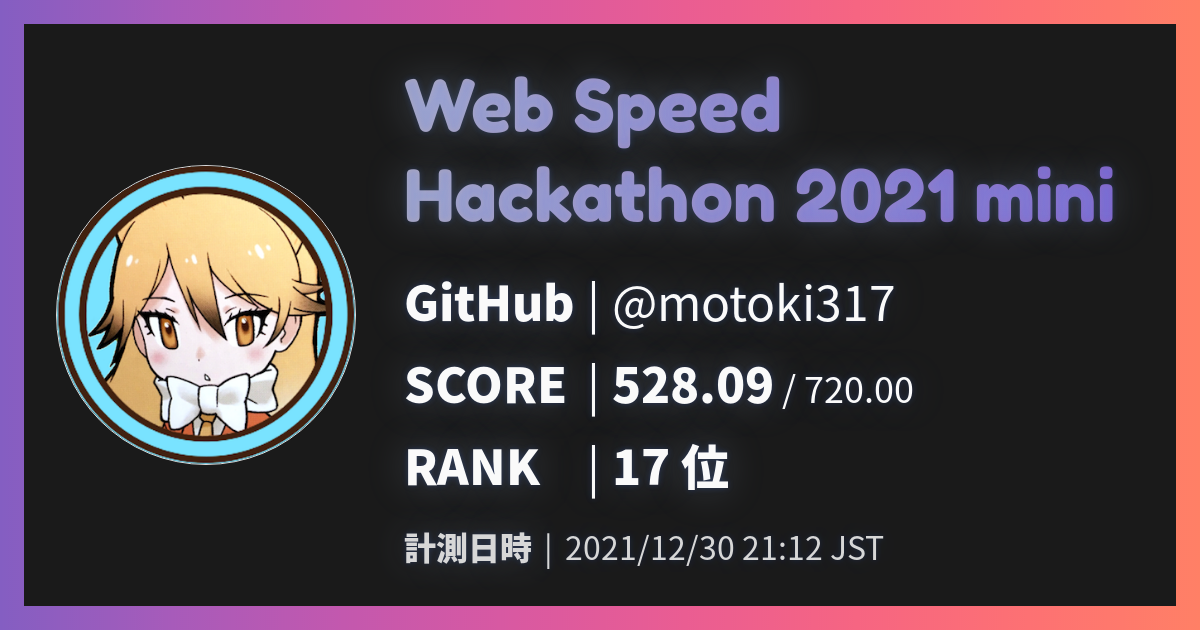 Web Speed
Hackathon 2021 mini
GitHub | @motoki317
SCORE | 528.09 / 720.00
RANK | 17 位
計測日時 | 2021/12/30 21:12 JST